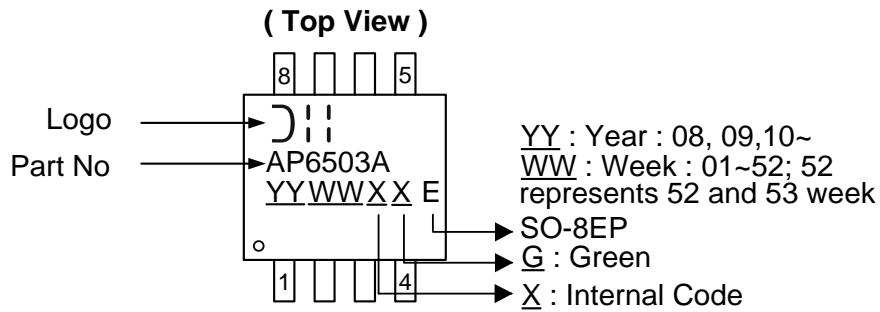 ( Top View )
8 5
Logo
Part No
AP6503A
YYWWXX E
YY : Year : 08, 09,10~
WW : Week : 01~52; 52
represents 52 and 53 week
SO-8EP
G : Green
X : Internal Code
1 4